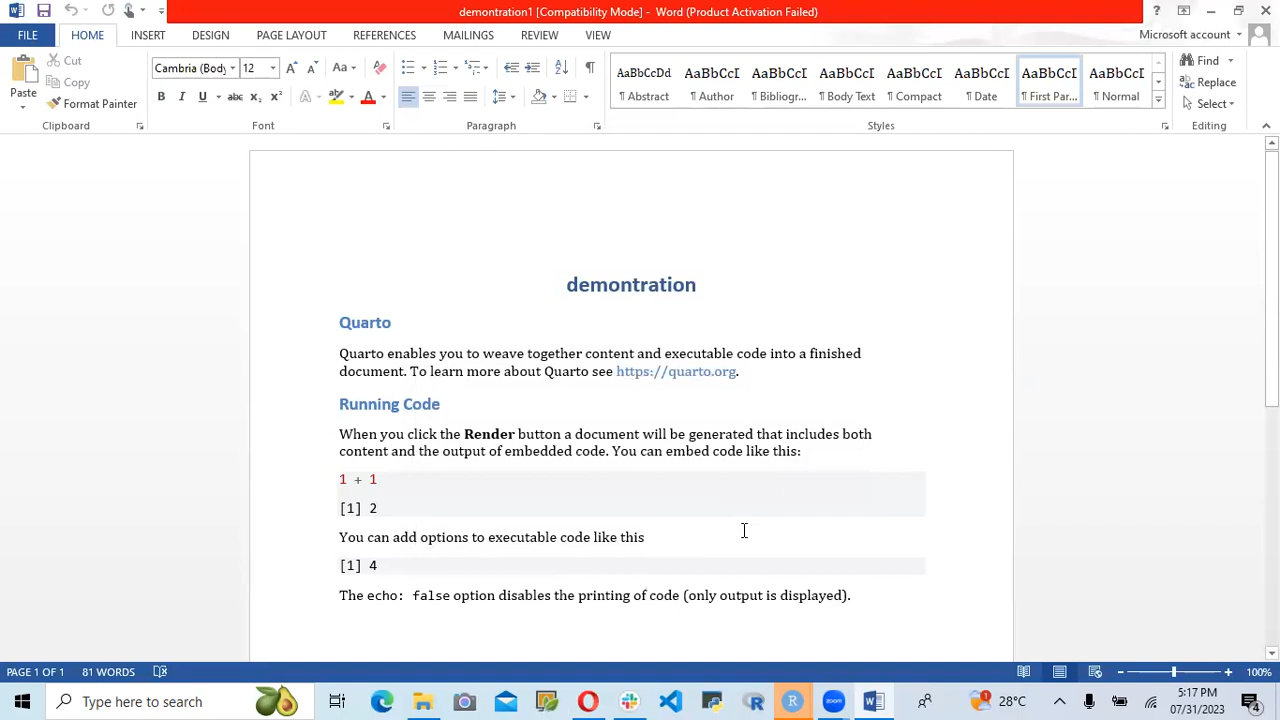 demontration1 [Compatibility Mode] - Word (Product Activation Failed)
FILE HOME INSERT DESIGN PAGE LAYOUT REFERENCES MAILINGS REVIEW VIEW Microsoft account
Paste
Cut
Copy
Format Painter
Clipboard
Cambria (Body 12
Font
Paragraph
AaBbCcDd AaBbCcI AaBbCcI AaBbCcI AaBbCcI AaBbCcI AaBbCcI AaBbCcI
¶ Abstract ¶ Author ¶ Bibliogr... ¶ Body Text ¶ Compact ¶ Date ¶ First Par... ¶ Normal
Styles
Find
Replace
Select
Editing
demontration
Quarto
Quarto enables you to weave together content and executable code into a finished
document. To learn more about Quarto see https://quarto.org.
Running Code
When you click the Render button a document will be generated that includes both
content and the output of embedded code. You can embed code like this:
1 + 1
[1] 2
You can add options to executable code like this
[1] 4
The echo: false option disables the printing of code (only output is displayed).
PAGE 1 OF 1 81 WORDS 100%
Type here to search
28°C
5:17 PM
07/31/2023
4